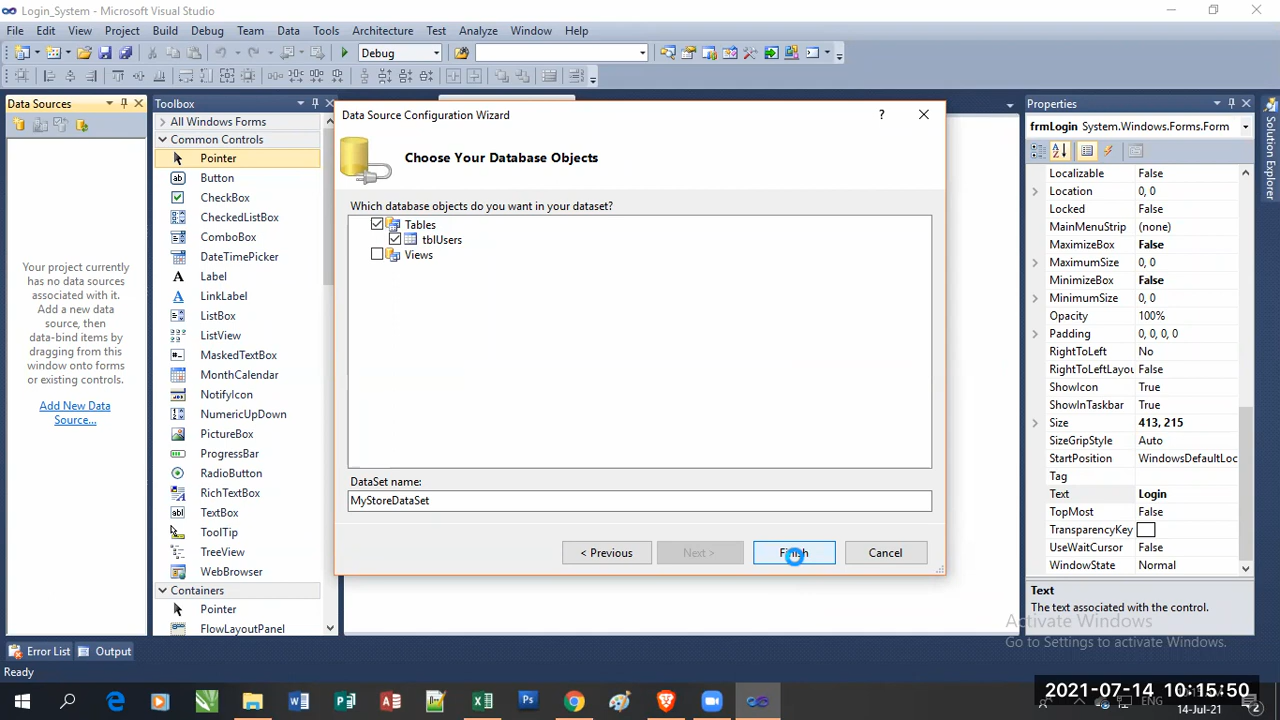 Login_System - Microsoft Visual Studio
File Edit View Project Build Debug Team Data Tools Architecture Test Analyze Window Help
Debug
Data Sources
Your project currently
has no data sources
associated with it.
Add a new data
source, then
data-bind items by
dragging from this
window onto forms
or existing controls.
Add New Data
Source...
Toolbox
All Windows Forms
Common Controls
Pointer
Button
CheckBox
CheckedListBox
ComboBox
DateTimePicker
Label
LinkLabel
ListBox
ListView
MaskedTextBox
MonthCalendar
NotifyIcon
NumericUpDown
PictureBox
ProgressBar
RadioButton
RichTextBox
TextBox
ToolTip
TreeView
WebBrowser
Containers
Pointer
FlowLayoutPanel
Data Source Configuration Wizard
?
Choose Your Database Objects
Which database objects do you want in your dataset?
Tables
tblUsers
Views
DataSet name:
MyStoreDataSet
< Previous Next > Finish Cancel
Properties
frmLogin System.Windows.Forms.Form
Localizable False
Location 0, 0
Locked False
MainMenuStrip (none)
MaximizeBox False
MaximumSize 0, 0
MinimizeBox False
MinimumSize 0, 0
Opacity 100%
Padding 0, 0, 0, 0
RightToLeft No
RightToLeftLayou False
ShowIcon True
ShowInTaskbar True
Size 413, 215
SizeGripStyle Auto
StartPosition WindowsDefaultLoc
Tag
Text Login
TopMost False
TransparencyKey
UseWaitCursor False
WindowState Normal
Text
The text associated with the control.
Solution Explorer
Activate Windows
Go to Settings to activate Windows.
Error List Output
Ready
2021-07-14 10:15:50
ENG
14-Jul-21